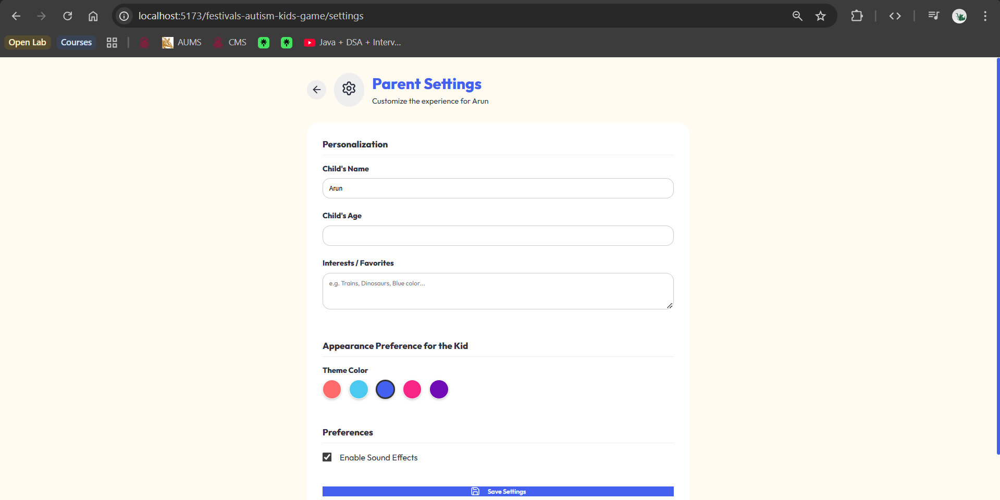 localhost:5173/festivals-autism-kids-game/settings
Open Lab Courses AUMS CMS Java + DSA + Interv...
Parent Settings
Customize the experience for Arun
Personalization
Child's Name
Arun
Child's Age
Interests / Favorites
e.g. Trains, Dinosaurs, Blue color...
Appearance Preference for the Kid
Theme Color
Preferences
Enable Sound Effects
Save Settings